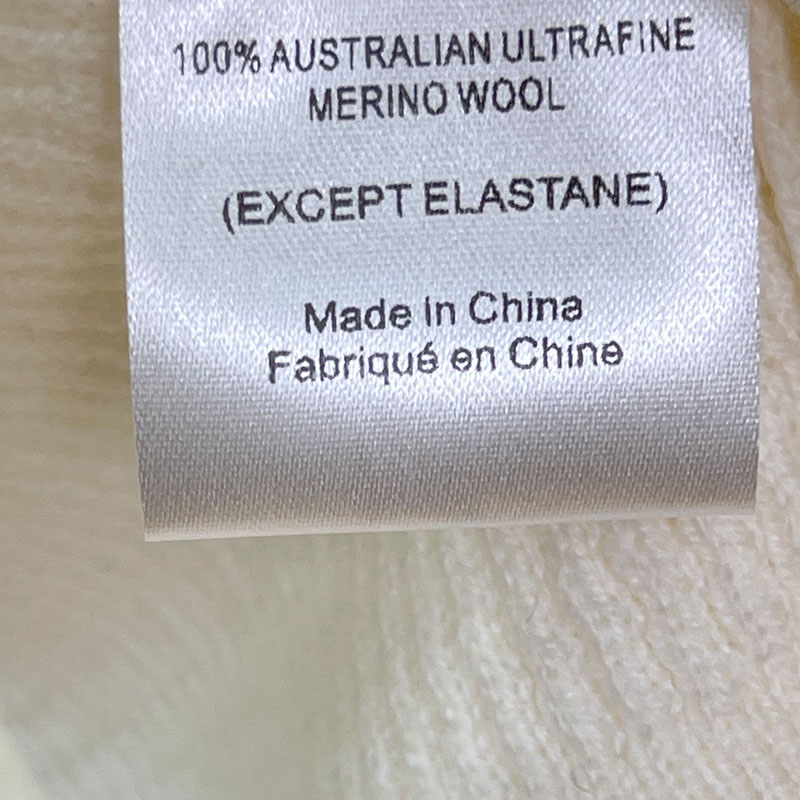 100% AUSTRALIAN ULTRAFINE
MERINO WOOL
(EXCEPT ELASTANE)
Made In China
Fabriqué en Chine